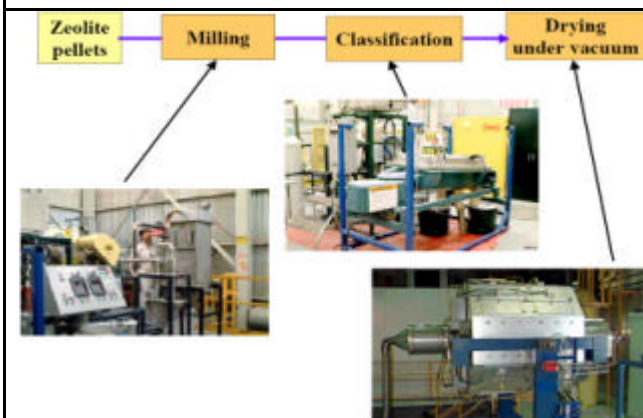 Zeolite
pellets
Milling
Classification
Drying
under vacuum